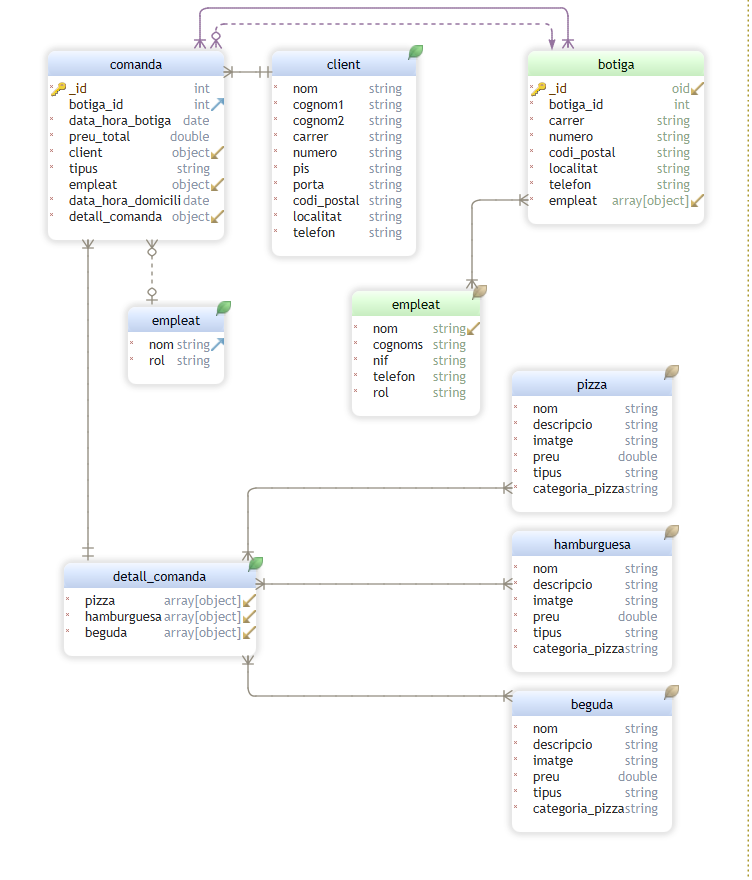 comanda
_id int
botiga_id int
data_hora_botiga date
preu_total double
client object
tipus string
empleat object
data_hora_domicili date
detall_comanda object
client
nom string
cognom1 string
cognom2 string
carrer string
numero string
pis string
porta string
codi_postal string
localitat string
telefon string
botiga
_id oid
botiga_id int
carrer string
numero string
codi_postal string
localitat string
telefon string
empleat array[object]
empleat
nom string
rol string
empleat
nom string
cognoms string
nif string
telefon string
rol string
pizza
nom string
descripcio string
imatge string
preu double
tipus string
categoria_pizza string
detall_comanda
pizza array[object]
hamburguesa array[object]
beguda array[object]
hamburguesa
nom string
descripcio string
imatge string
preu double
tipus string
categoria_pizza string
beguda
nom string
descripcio string
imatge string
preu double
tipus string
categoria_pizza string